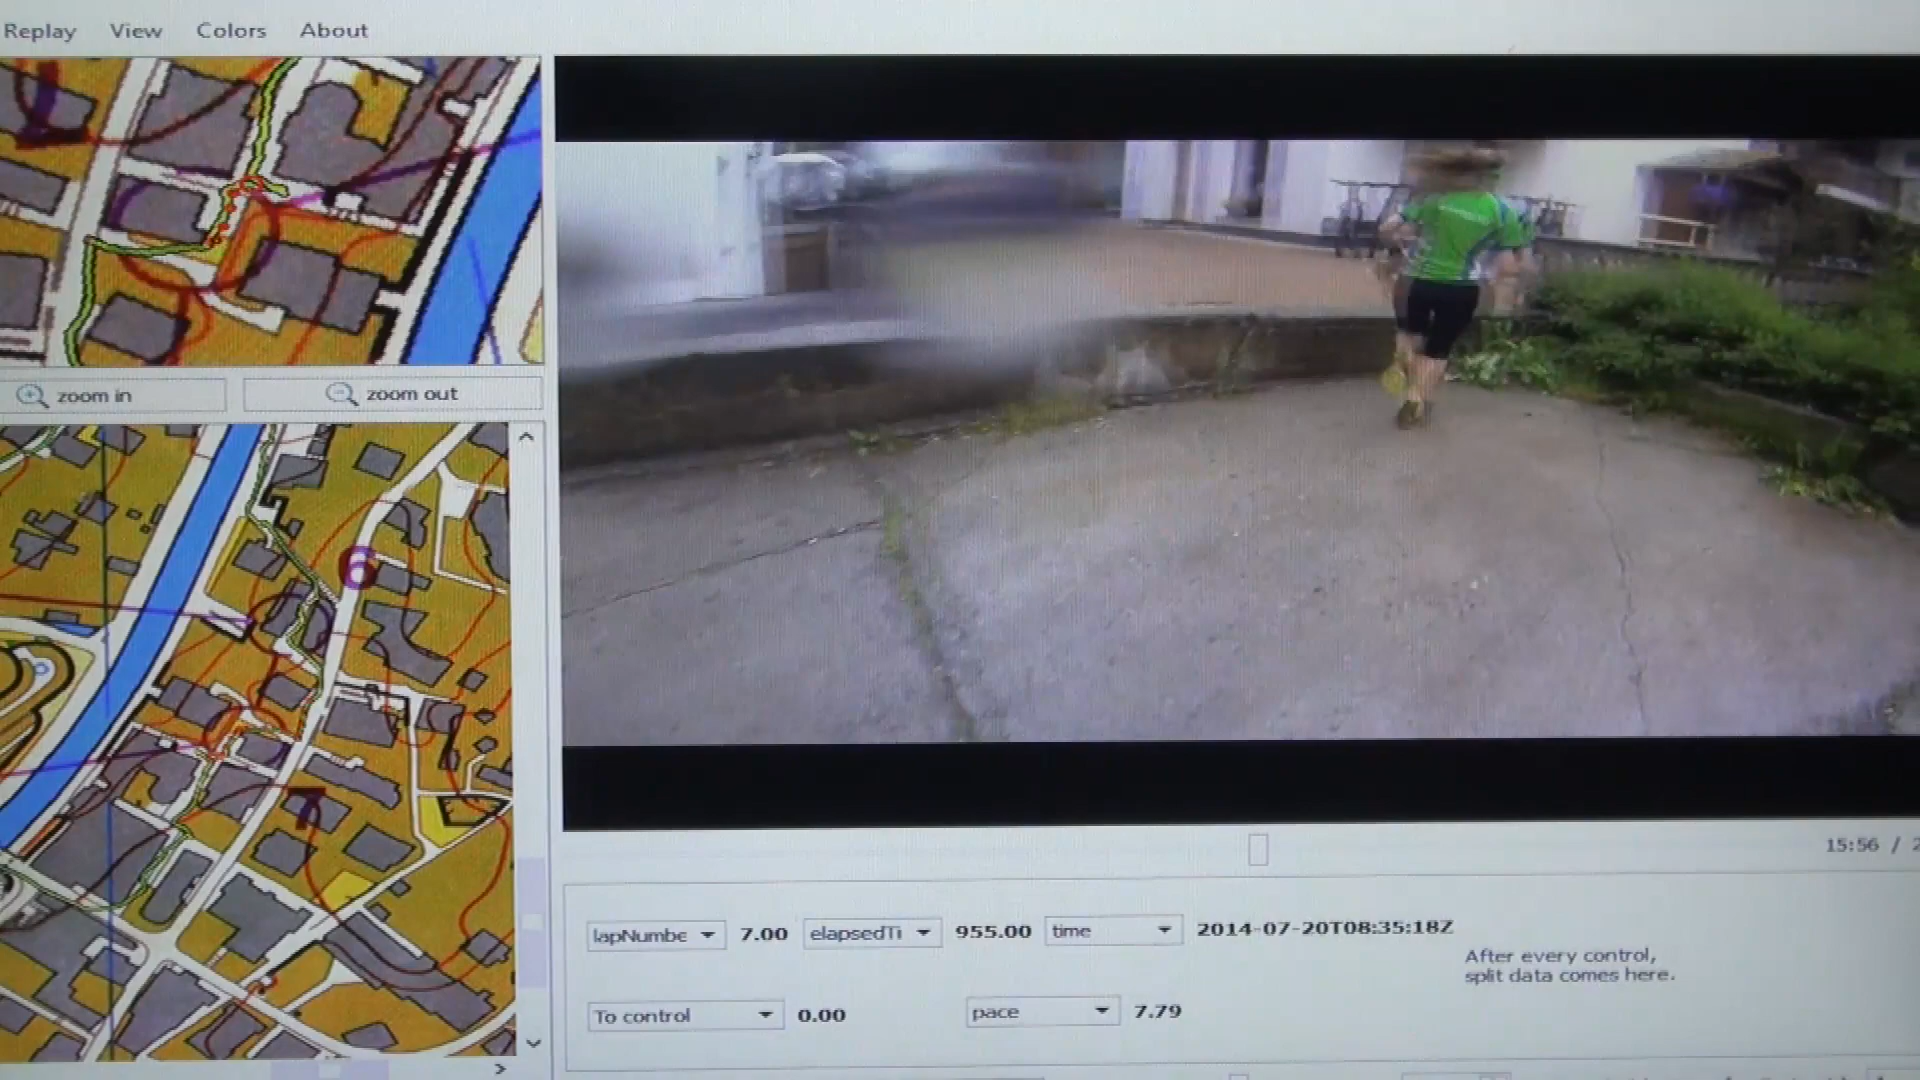 Replay View Colors About
zoom in zoom out
6
7
15:56 /
lapNumbe 7.00 elapsedTi 955.00 time 2014-07-20T08:35:18Z
After every control,
split data comes here.
To control 0.00 pace 7.79